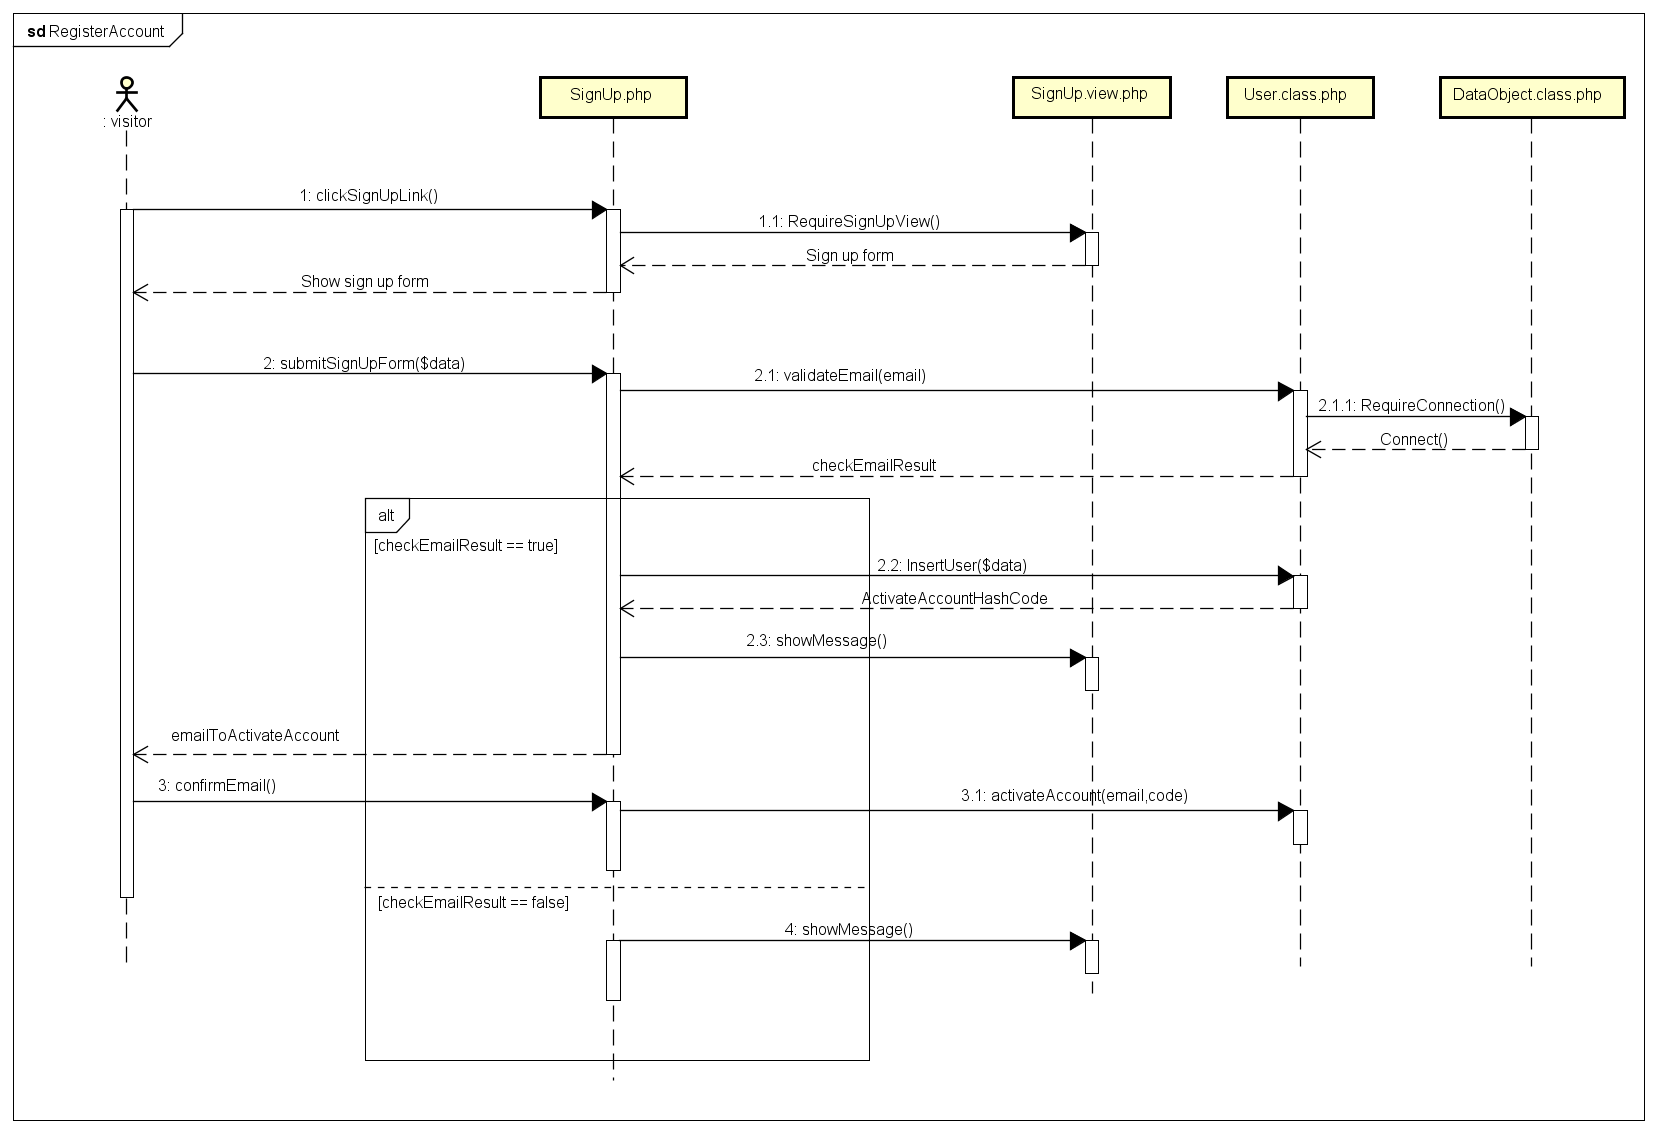 sd RegisterAccount
: visitor
SignUp.php
SignUp.view.php
User.class.php
DataObject.class.php
1: clickSignUpLink()
1.1: RequireSignUpView()
Sign up form
Show sign up form
2: submitSignUpForm($data)
2.1: validateEmail(email)
2.1.1: RequireConnection()
Connect()
checkEmailResult
alt
[checkEmailResult == true]
2.2: InsertUser($data)
ActivateAccountHashCode
2.3: showMessage()
emailToActivateAccount
3: confirmEmail()
3.1: activateAccount(email,code)
[checkEmailResult == false]
4: showMessage()